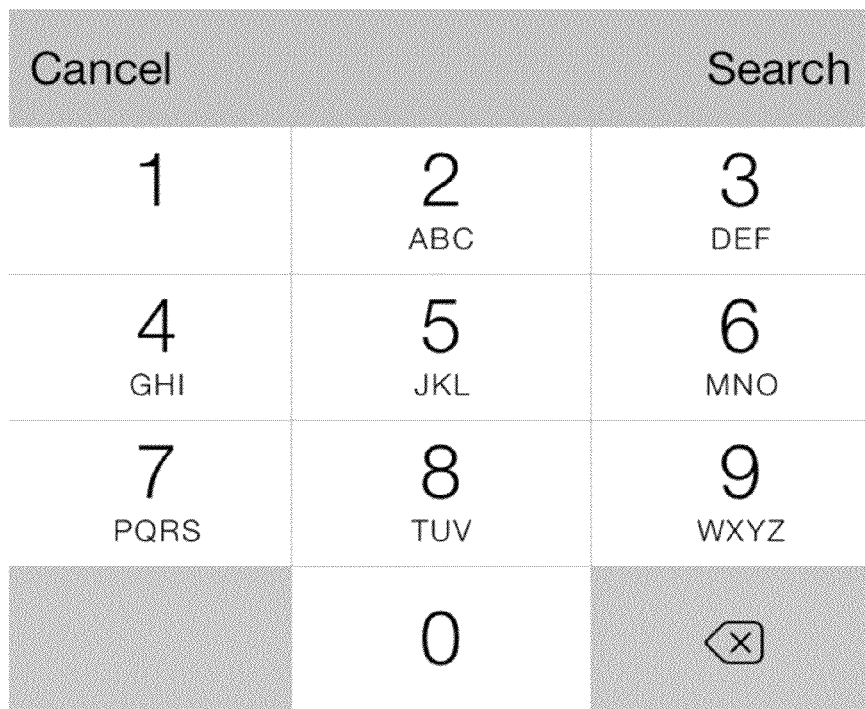 Cancel Search
1 2 3
ABC DEF
4 5 6
GHI JKL MNO
7 8 9
PQRS TUV WXYZ
0